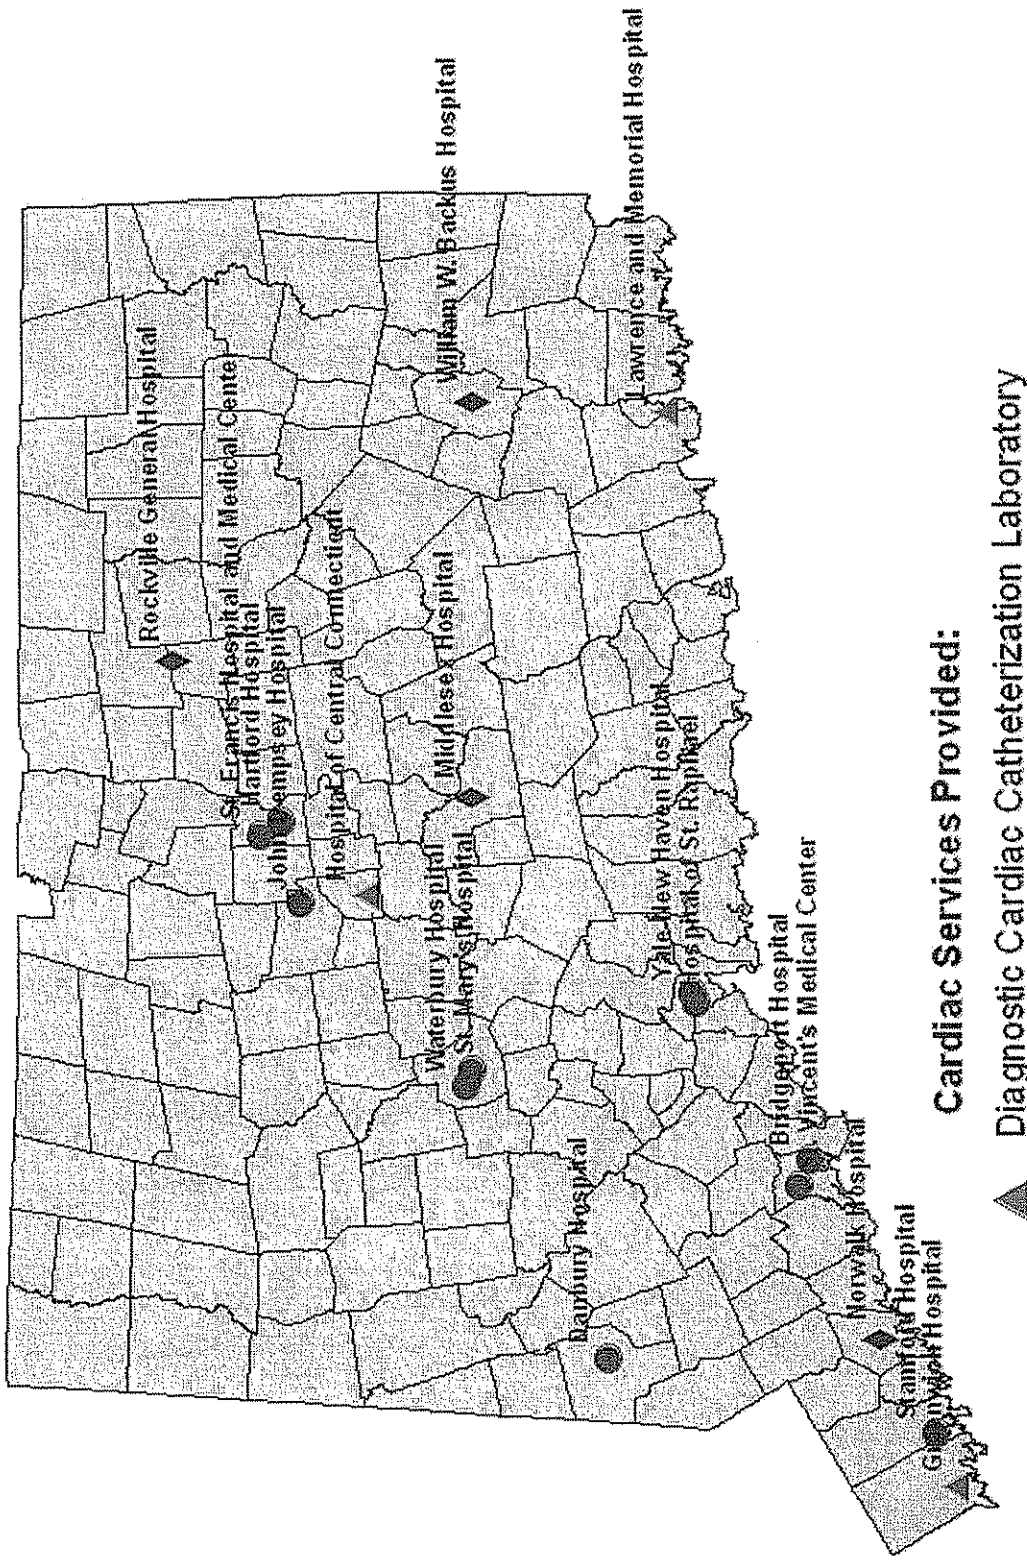 Rockville General Hospital
St. Francis Hospital and Medical Cente
Hartford Hospital
John Dempsey Hospital
Hospital of Central Connecticut
William W. Backus Hospital
Middlesex Hospital
Waterbury Hospital
St. Mary's Hospital
Lawrence and Memorial Hospital
Yale-New Haven Hospital
Hospital of St. Raphael
Danbury Hospital
Bridgeport Hospital
St. Vincent's Medical Center
Norwalk Hospital
Stamford Hospital
Greenwich Hospital
Cardiac Services Provided:
Diagnostic Cardiac Catheterization Laboratory